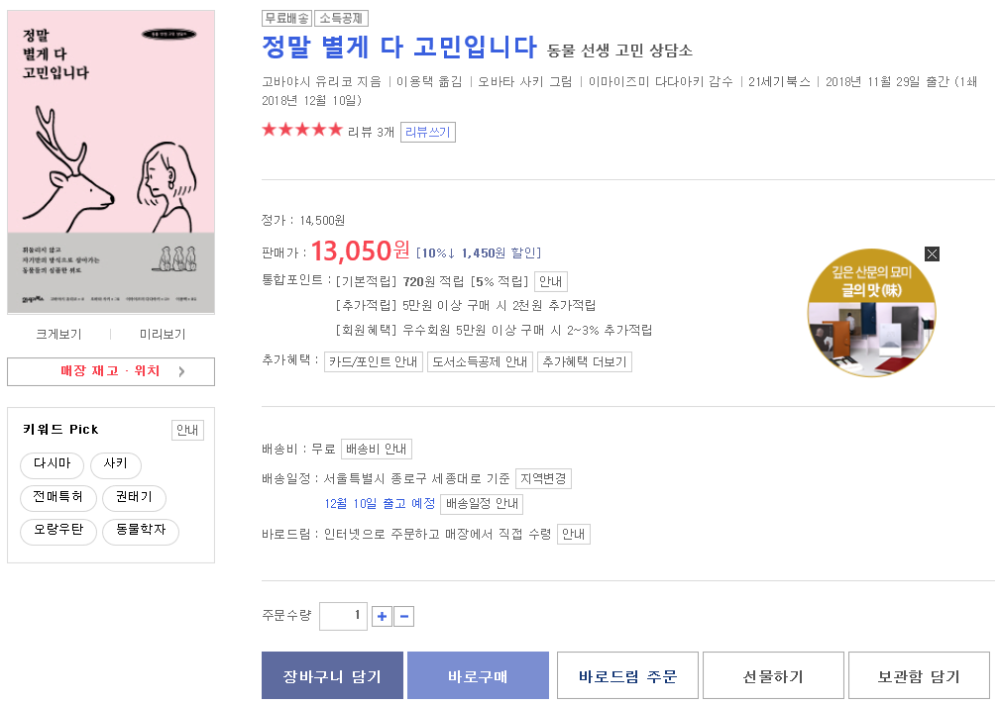 정말
별게 다
고민입니다
휘둘리지 않고
자기만의 방식으로 살아가는
동물들의 심플한 위로
크게보기
미리보기
매장 재고 · 위치
키워드 Pick
안내
다시마
사키
전매특허
권태기
오랑우탄
동물학자
무료배송 소득공제
정말 별게 다 고민입니다 동물 선생 고민 상담소
고바야시 유리코 지음 | 이용택 옮김 | 오바타 사키 그림 | 이마이즈미 다다아키 감수 | 21세기북스 | 2018년 11월 29일 출간 (1쇄
2018년 12월 10일)
리뷰 3개 리뷰쓰기
정가 : 14,500원
판매가 : 13,050원 [10%↓ 1,450원 할인]
통합포인트 : [기본적립] 720원 적립 [5% 적립] 안내
[추가적립] 5만원 이상 구매 시 2천원 추가적립
[회원혜택] 우수회원 5만원 이상 구매 시 2~3% 추가적립
추가혜택 : 카드/포인트 안내 도서소득공제 안내 추가혜택 더보기
깊은 산문의 묘미
글의 맛(味)
배송비 : 무료 배송비 안내
배송일정 : 서울특별시 종로구 세종대로 기준 지역변경
12월 10일 출고 예정 배송일정 안내
바로드림 : 인터넷으로 주문하고 매장에서 직접 수령 안내
주문수량 1 + -
장바구니 담기
바로구매
바로드림 주문
선물하기
보관함 담기